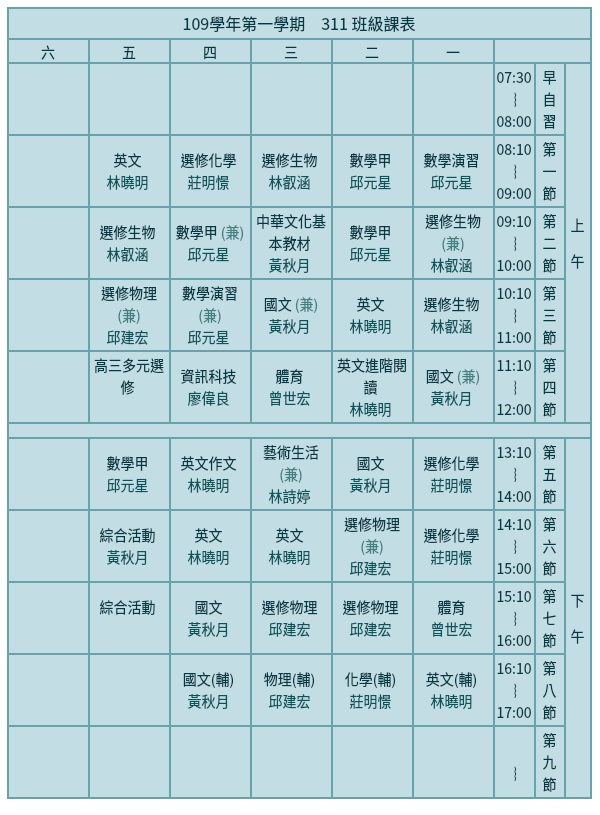 109學年第一學期　311 班級課表
六 五 四 三 二 一
07:30
⌇
08:00
早
自
習
上
午
英文
林曉明
選修化學
莊明憬
選修生物
林叡涵
數學甲
邱元星
數學演習
邱元星
08:10
⌇
09:00
第
一
節
選修生物
林叡涵
數學甲 (兼)
邱元星
中華文化基
本教材
黃秋月
數學甲
邱元星
選修生物
(兼)
林叡涵
09:10
⌇
10:00
第
二
節
選修物理
(兼)
邱建宏
數學演習
(兼)
邱元星
國文 (兼)
黃秋月
英文
林曉明
選修生物
林叡涵
10:10
⌇
11:00
第
三
節
高三多元選
修
資訊科技
廖偉良
體育
曾世宏
英文進階閱
讀
林曉明
國文 (兼)
黃秋月
11:10
⌇
12:00
第
四
節
數學甲
邱元星
英文作文
林曉明
藝術生活
(兼)
林詩婷
國文
黃秋月
選修化學
莊明憬
13:10
⌇
14:00
第
五
節
下
午
綜合活動
黃秋月
英文
林曉明
英文
林曉明
選修物理
(兼)
邱建宏
選修化學
莊明憬
14:10
⌇
15:00
第
六
節
綜合活動
國文
黃秋月
選修物理
邱建宏
選修物理
邱建宏
體育
曾世宏
15:10
⌇
16:00
第
七
節
國文(輔)
黃秋月
物理(輔)
邱建宏
化學(輔)
莊明憬
英文(輔)
林曉明
16:10
⌇
17:00
第
八
節
⌇
第
九
節